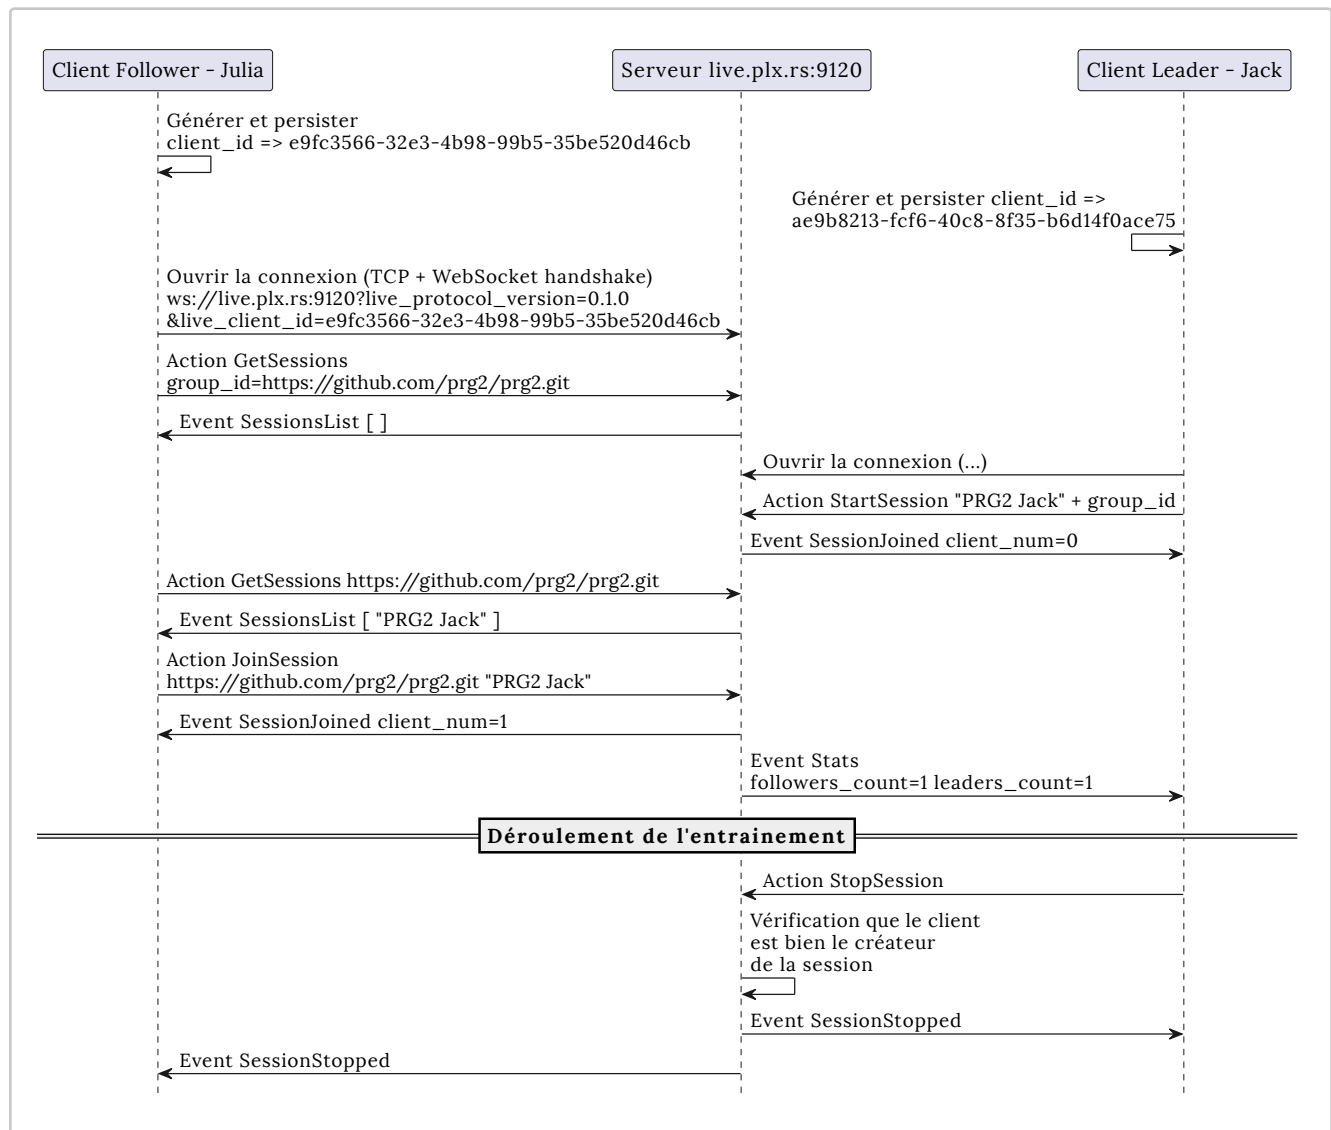 Client Follower - Julia
Serveur live.plx.rs:9120
Client Leader - Jack
Générer et persister
client_id => e9fc3566-32e3-4b98-99b5-35be520d46cb
Générer et persister client_id =>
ae9b8213-fcf6-40c8-8f35-b6d14f0ace75
Ouvrir la connexion (TCP + WebSocket handshake)
ws://live.plx.rs:9120?live_protocol_version=0.1.0
&live_client_id=e9fc3566-32e3-4b98-99b5-35be520d46cb
Action GetSessions
group_id=https://github.com/prg2/prg2.git
Event SessionsList [ ]
Ouvrir la connexion (...)
Action StartSession "PRG2 Jack" + group_id
Event SessionJoined client_num=0
Action GetSessions https://github.com/prg2/prg2.git
Event SessionsList [ "PRG2 Jack" ]
Action JoinSession
https://github.com/prg2/prg2.git "PRG2 Jack"
Event SessionJoined client_num=1
Event Stats
followers_count=1 leaders_count=1
Déroulement de l'entrainement
Action StopSession
Vérification que le client
est bien le créateur
de la session
Event SessionStopped
Event SessionStopped